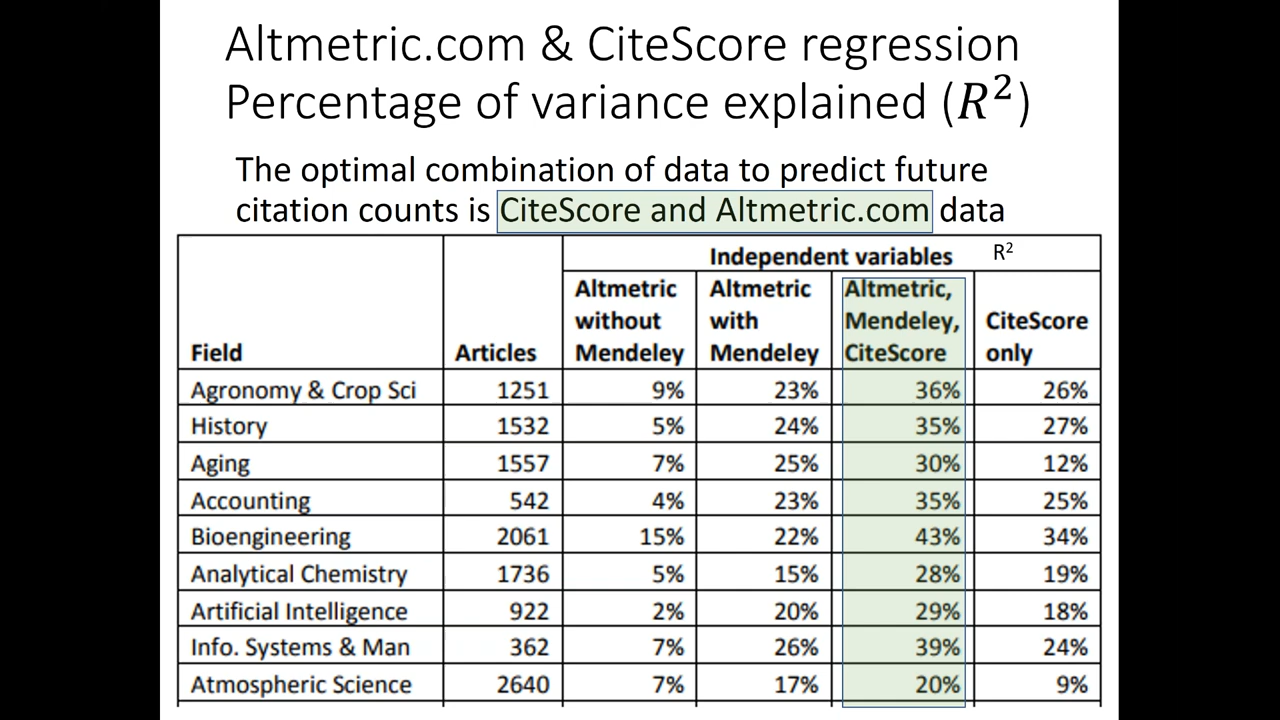 Altmetric.com & CiteScore regression
Percentage of variance explained (R²)
The optimal combination of data to predict future
citation counts is CiteScore and Altmetric.com data
Independent variables R²
Field Articles Altmetric without Mendeley Altmetric with Mendeley Altmetric, Mendeley, CiteScore CiteScore only
Agronomy & Crop Sci 1251 9% 23% 36% 26%
History 1532 5% 24% 35% 27%
Aging 1557 7% 25% 30% 12%
Accounting 542 4% 23% 35% 25%
Bioengineering 2061 15% 22% 43% 34%
Analytical Chemistry 1736 5% 15% 28% 19%
Artificial Intelligence 922 2% 20% 29% 18%
Info. Systems & Man 362 7% 26% 39% 24%
Atmospheric Science 2640 7% 17% 20% 9%